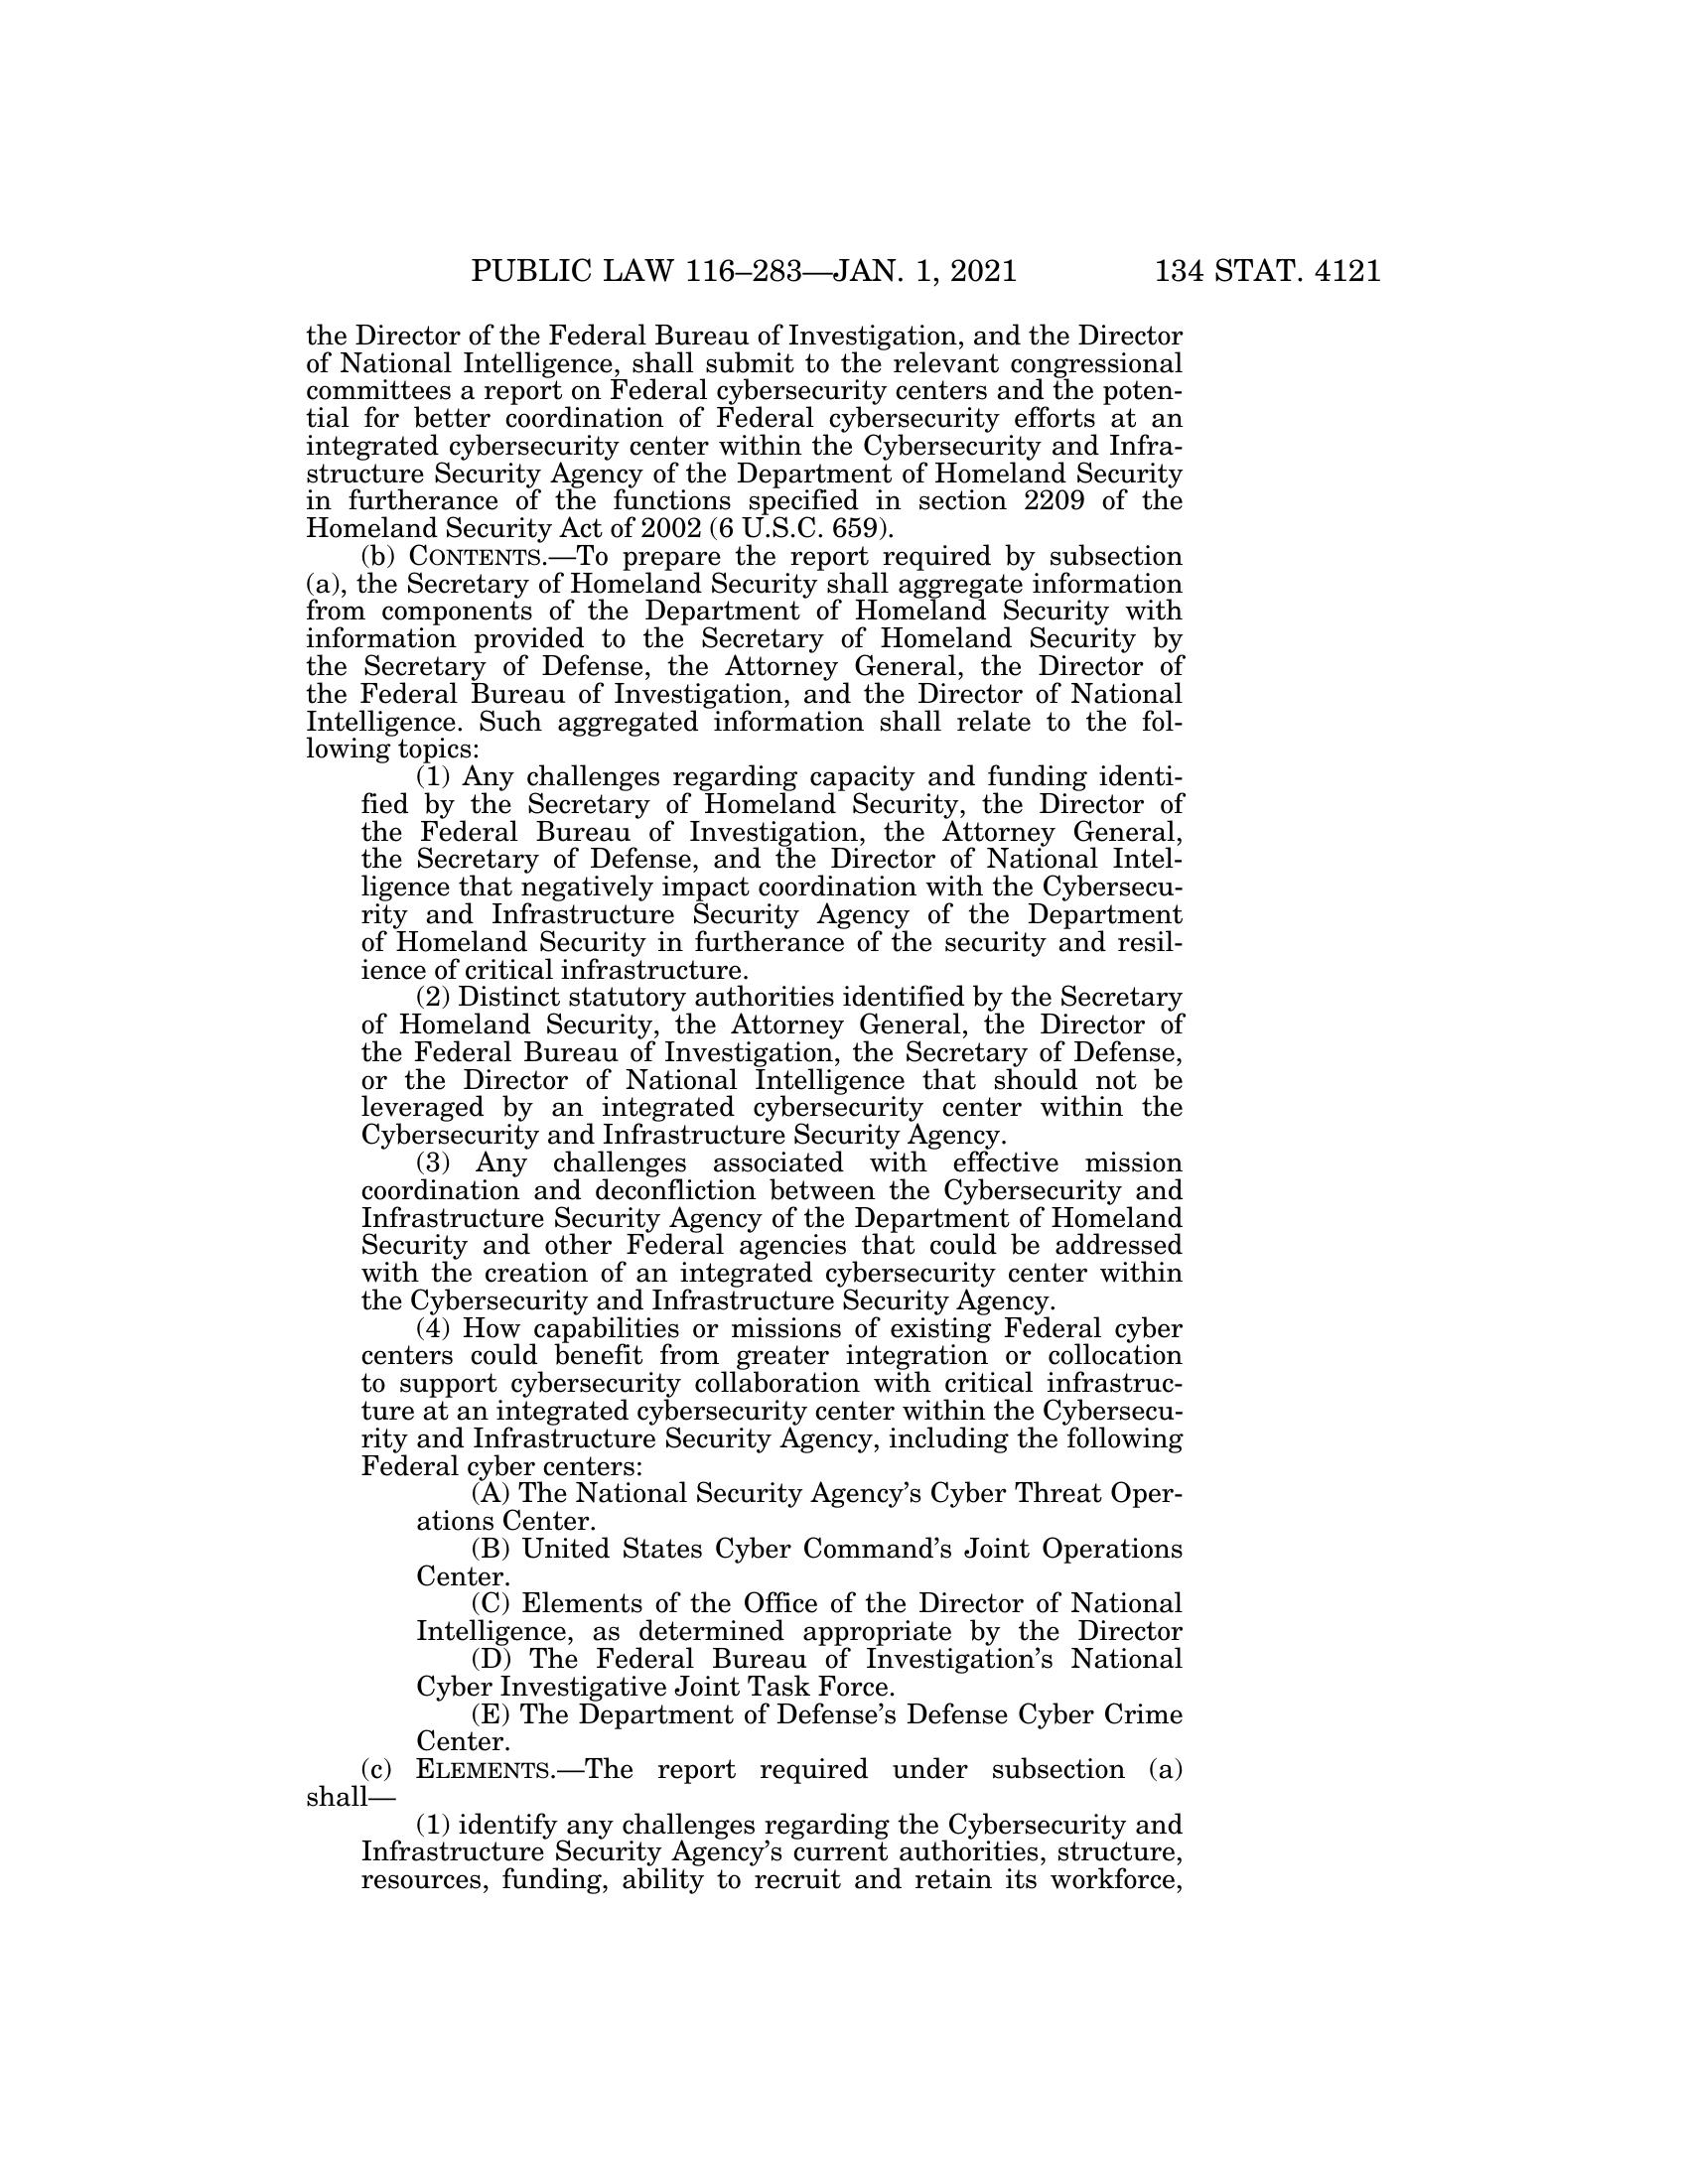 PUBLIC LAW 116–283—JAN. 1, 2021 134 STAT. 4121
the Director of the Federal Bureau of Investigation, and the Director
of National Intelligence, shall submit to the relevant congressional
committees a report on Federal cybersecurity centers and the poten-
tial for better coordination of Federal cybersecurity efforts at an
integrated cybersecurity center within the Cybersecurity and Infra-
structure Security Agency of the Department of Homeland Security
in furtherance of the functions specified in section 2209 of the
Homeland Security Act of 2002 (6 U.S.C. 659).
(b) CONTENTS.—To prepare the report required by subsection
(a), the Secretary of Homeland Security shall aggregate information
from components of the Department of Homeland Security with
information provided to the Secretary of Homeland Security by
the Secretary of Defense, the Attorney General, the Director of
the Federal Bureau of Investigation, and the Director of National
Intelligence. Such aggregated information shall relate to the fol-
lowing topics:
(1) Any challenges regarding capacity and funding identi-
fied by the Secretary of Homeland Security, the Director of
the Federal Bureau of Investigation, the Attorney General,
the Secretary of Defense, and the Director of National Intel-
ligence that negatively impact coordination with the Cybersecu-
rity and Infrastructure Security Agency of the Department
of Homeland Security in furtherance of the security and resil-
ience of critical infrastructure.
(2) Distinct statutory authorities identified by the Secretary
of Homeland Security, the Attorney General, the Director of
the Federal Bureau of Investigation, the Secretary of Defense,
or the Director of National Intelligence that should not be
leveraged by an integrated cybersecurity center within the
Cybersecurity and Infrastructure Security Agency.
(3) Any challenges associated with effective mission
coordination and deconfliction between the Cybersecurity and
Infrastructure Security Agency of the Department of Homeland
Security and other Federal agencies that could be addressed
with the creation of an integrated cybersecurity center within
the Cybersecurity and Infrastructure Security Agency.
(4) How capabilities or missions of existing Federal cyber
centers could benefit from greater integration or collocation
to support cybersecurity collaboration with critical infrastruc-
ture at an integrated cybersecurity center within the Cybersecu-
rity and Infrastructure Security Agency, including the following
Federal cyber centers:
(A) The National Security Agency’s Cyber Threat Oper-
ations Center.
(B) United States Cyber Command’s Joint Operations
Center.
(C) Elements of the Office of the Director of National
Intelligence, as determined appropriate by the Director
(D) The Federal Bureau of Investigation’s National
Cyber Investigative Joint Task Force.
(E) The Department of Defense’s Defense Cyber Crime
Center.
(c) ELEMENTS.—The report required under subsection (a)
shall—
(1) identify any challenges regarding the Cybersecurity and
Infrastructure Security Agency’s current authorities, structure,
resources, funding, ability to recruit and retain its workforce,